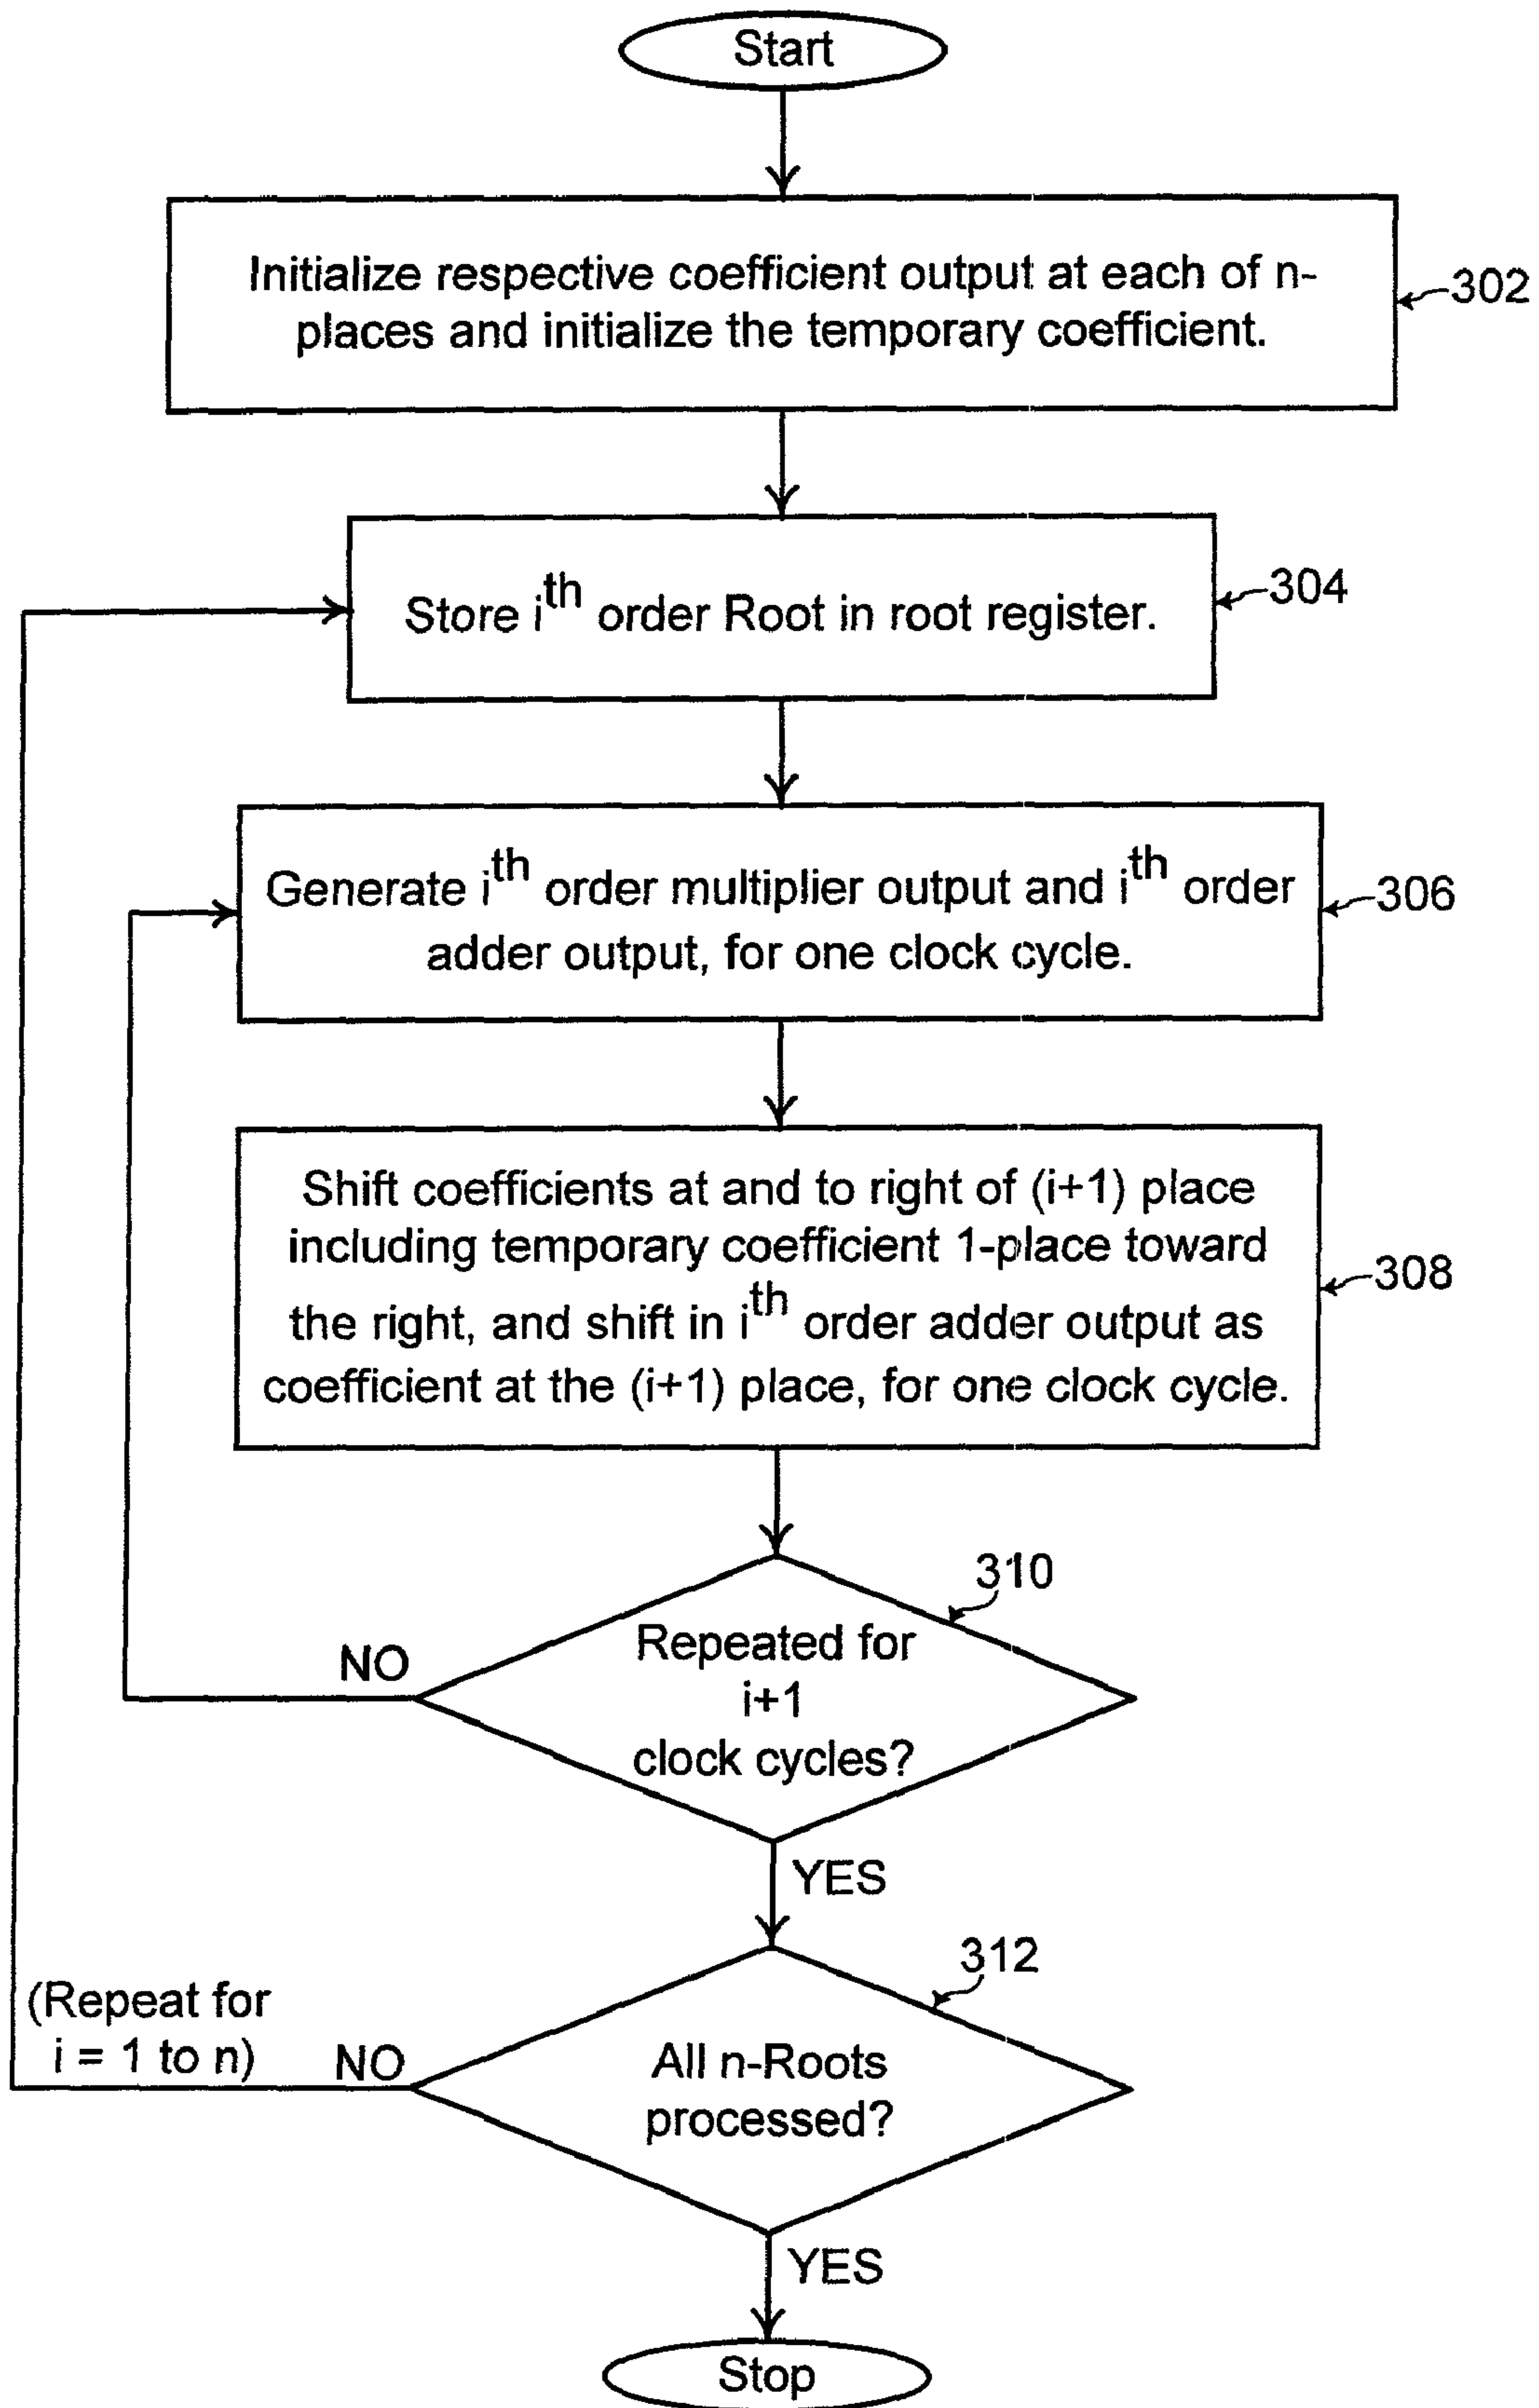 Start
Initialize respective coefficient output at each of n-
places and initialize the temporary coefficient.
302
Store i^th order Root in root register.
304
Generate i^th order multiplier output and i^th order
adder output, for one clock cycle.
306
Shift coefficients at and to right of (i+1) place
including temporary coefficient 1-place toward
the right, and shift in i^th order adder output as
coefficient at the (i+1) place, for one clock cycle.
308
310
Repeated for
i+1
clock cycles?
NO
YES
312
(Repeat for
i = 1 to n)
NO
All n-Roots
processed?
YES
Stop